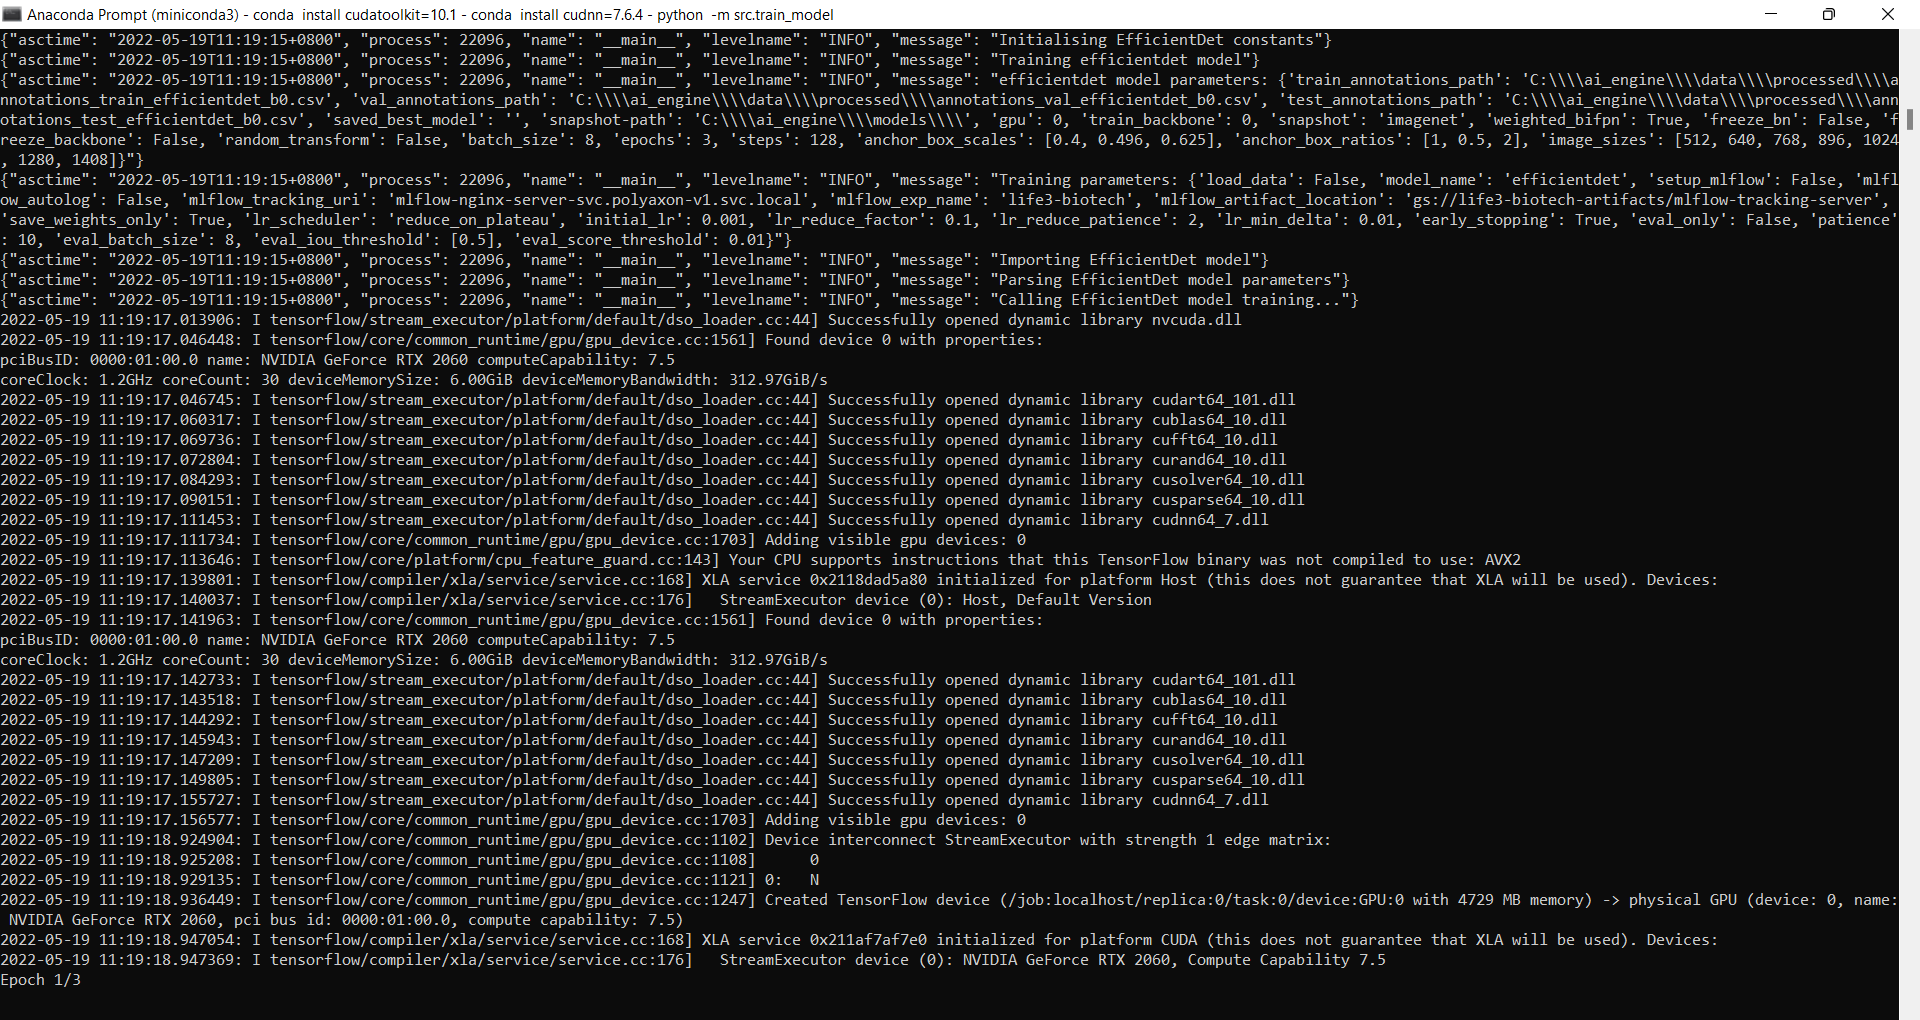 Anaconda Prompt (miniconda3) - conda  install cudatoolkit=10.1 - conda  install cudnn=7.6.4 - python  -m src.train_model
{"asctime": "2022-05-19T11:19:15+0800", "process": 22096, "name": "__main__", "levelname": "INFO", "message": "Initialising EfficientDet constants"}
{"asctime": "2022-05-19T11:19:15+0800", "process": 22096, "name": "__main__", "levelname": "INFO", "message": "Training efficientdet model"}
{"asctime": "2022-05-19T11:19:15+0800", "process": 22096, "name": "__main__", "levelname": "INFO", "message": "efficientdet model parameters: {'train_annotations_path': 'C:\\\\ai_engine\\\\data\\\\processed\\\\a
nnotations_train_efficientdet_b0.csv', 'val_annotations_path': 'C:\\\\ai_engine\\\\data\\\\processed\\\\annotations_val_efficientdet_b0.csv', 'test_annotations_path': 'C:\\\\ai_engine\\\\data\\\\processed\\\\ann
otations_test_efficientdet_b0.csv', 'saved_best_model': '', 'snapshot-path': 'C:\\\\ai_engine\\\\models\\\\', 'gpu': 0, 'train_backbone': 0, 'snapshot': 'imagenet', 'weighted_bifpn': True, 'freeze_bn': False, 'f
reeze_backbone': False, 'random_transform': False, 'batch_size': 8, 'epochs': 3, 'steps': 128, 'anchor_box_scales': [0.4, 0.496, 0.625], 'anchor_box_ratios': [1, 0.5, 2], 'image_sizes': [512, 640, 768, 896, 1024
, 1280, 1408]}"}
{"asctime": "2022-05-19T11:19:15+0800", "process": 22096, "name": "__main__", "levelname": "INFO", "message": "Training parameters: {'load_data': False, 'model_name': 'efficientdet', 'setup_mlflow': False, 'mlfl
ow_autolog': False, 'mlflow_tracking_uri': 'mlflow-nginx-server-svc.polyaxon-v1.svc.local', 'mlflow_exp_name': 'life3-biotech', 'mlflow_artifact_location': 'gs://life3-biotech-artifacts/mlflow-tracking-server',
'save_weights_only': True, 'lr_scheduler': 'reduce_on_plateau', 'initial_lr': 0.001, 'lr_reduce_factor': 0.1, 'lr_reduce_patience': 2, 'lr_min_delta': 0.01, 'early_stopping': True, 'eval_only': False, 'patience'
: 10, 'eval_batch_size': 8, 'eval_iou_threshold': [0.5], 'eval_score_threshold': 0.01}"}
{"asctime": "2022-05-19T11:19:15+0800", "process": 22096, "name": "__main__", "levelname": "INFO", "message": "Importing EfficientDet model"}
{"asctime": "2022-05-19T11:19:15+0800", "process": 22096, "name": "__main__", "levelname": "INFO", "message": "Parsing EfficientDet model parameters"}
{"asctime": "2022-05-19T11:19:15+0800", "process": 22096, "name": "__main__", "levelname": "INFO", "message": "Calling EfficientDet model training..."}
2022-05-19 11:19:17.013906: I tensorflow/stream_executor/platform/default/dso_loader.cc:44] Successfully opened dynamic library nvcuda.dll
2022-05-19 11:19:17.046448: I tensorflow/core/common_runtime/gpu/gpu_device.cc:1561] Found device 0 with properties:
pciBusID: 0000:01:00.0 name: NVIDIA GeForce RTX 2060 computeCapability: 7.5
coreClock: 1.2GHz coreCount: 30 deviceMemorySize: 6.00GiB deviceMemoryBandwidth: 312.97GiB/s
2022-05-19 11:19:17.046745: I tensorflow/stream_executor/platform/default/dso_loader.cc:44] Successfully opened dynamic library cudart64_101.dll
2022-05-19 11:19:17.060317: I tensorflow/stream_executor/platform/default/dso_loader.cc:44] Successfully opened dynamic library cublas64_10.dll
2022-05-19 11:19:17.069736: I tensorflow/stream_executor/platform/default/dso_loader.cc:44] Successfully opened dynamic library cufft64_10.dll
2022-05-19 11:19:17.072804: I tensorflow/stream_executor/platform/default/dso_loader.cc:44] Successfully opened dynamic library curand64_10.dll
2022-05-19 11:19:17.084293: I tensorflow/stream_executor/platform/default/dso_loader.cc:44] Successfully opened dynamic library cusolver64_10.dll
2022-05-19 11:19:17.090151: I tensorflow/stream_executor/platform/default/dso_loader.cc:44] Successfully opened dynamic library cusparse64_10.dll
2022-05-19 11:19:17.111453: I tensorflow/stream_executor/platform/default/dso_loader.cc:44] Successfully opened dynamic library cudnn64_7.dll
2022-05-19 11:19:17.111734: I tensorflow/core/common_runtime/gpu/gpu_device.cc:1703] Adding visible gpu devices: 0
2022-05-19 11:19:17.113646: I tensorflow/core/platform/cpu_feature_guard.cc:143] Your CPU supports instructions that this TensorFlow binary was not compiled to use: AVX2
2022-05-19 11:19:17.139801: I tensorflow/compiler/xla/service/service.cc:168] XLA service 0x2118dad5a80 initialized for platform Host (this does not guarantee that XLA will be used). Devices:
2022-05-19 11:19:17.140037: I tensorflow/compiler/xla/service/service.cc:176]   StreamExecutor device (0): Host, Default Version
2022-05-19 11:19:17.141963: I tensorflow/core/common_runtime/gpu/gpu_device.cc:1561] Found device 0 with properties:
pciBusID: 0000:01:00.0 name: NVIDIA GeForce RTX 2060 computeCapability: 7.5
coreClock: 1.2GHz coreCount: 30 deviceMemorySize: 6.00GiB deviceMemoryBandwidth: 312.97GiB/s
2022-05-19 11:19:17.142733: I tensorflow/stream_executor/platform/default/dso_loader.cc:44] Successfully opened dynamic library cudart64_101.dll
2022-05-19 11:19:17.143518: I tensorflow/stream_executor/platform/default/dso_loader.cc:44] Successfully opened dynamic library cublas64_10.dll
2022-05-19 11:19:17.144292: I tensorflow/stream_executor/platform/default/dso_loader.cc:44] Successfully opened dynamic library cufft64_10.dll
2022-05-19 11:19:17.145943: I tensorflow/stream_executor/platform/default/dso_loader.cc:44] Successfully opened dynamic library curand64_10.dll
2022-05-19 11:19:17.147209: I tensorflow/stream_executor/platform/default/dso_loader.cc:44] Successfully opened dynamic library cusolver64_10.dll
2022-05-19 11:19:17.149805: I tensorflow/stream_executor/platform/default/dso_loader.cc:44] Successfully opened dynamic library cusparse64_10.dll
2022-05-19 11:19:17.155727: I tensorflow/stream_executor/platform/default/dso_loader.cc:44] Successfully opened dynamic library cudnn64_7.dll
2022-05-19 11:19:17.156577: I tensorflow/core/common_runtime/gpu/gpu_device.cc:1703] Adding visible gpu devices: 0
2022-05-19 11:19:18.924904: I tensorflow/core/common_runtime/gpu/gpu_device.cc:1102] Device interconnect StreamExecutor with strength 1 edge matrix:
2022-05-19 11:19:18.925208: I tensorflow/core/common_runtime/gpu/gpu_device.cc:1108]      0
2022-05-19 11:19:18.929135: I tensorflow/core/common_runtime/gpu/gpu_device.cc:1121] 0:   N
2022-05-19 11:19:18.936449: I tensorflow/core/common_runtime/gpu/gpu_device.cc:1247] Created TensorFlow device (/job:localhost/replica:0/task:0/device:GPU:0 with 4729 MB memory) -> physical GPU (device: 0, name:
 NVIDIA GeForce RTX 2060, pci bus id: 0000:01:00.0, compute capability: 7.5)
2022-05-19 11:19:18.947054: I tensorflow/compiler/xla/service/service.cc:168] XLA service 0x211af7af7e0 initialized for platform CUDA (this does not guarantee that XLA will be used). Devices:
2022-05-19 11:19:18.947369: I tensorflow/compiler/xla/service/service.cc:176]   StreamExecutor device (0): NVIDIA GeForce RTX 2060, Compute Capability 7.5
Epoch 1/3